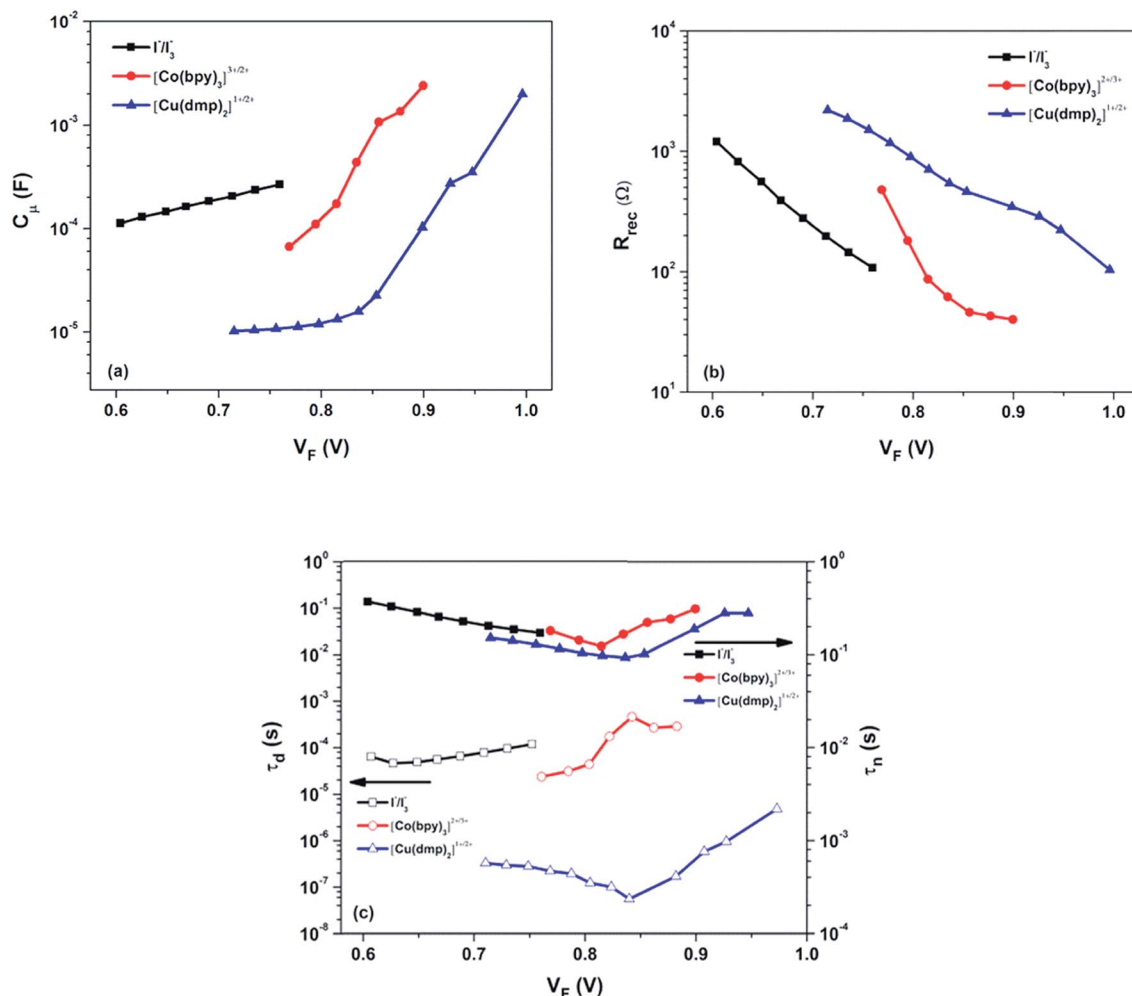 10⁻²
10⁻³
10⁻⁴
10⁻⁵
C_μ (F)
I⁻/I₃⁻
[Co(bpy)₃]³⁺/²⁺
[Cu(dmp)₂]¹⁺/²⁺
(a)
0.6 0.7 0.8 0.9 1.0
V_F (V)
10⁴
10³
10²
10¹
R_rec (Ω)
I⁻/I₃⁻
[Co(bpy)₃]²⁺/³⁺
[Cu(dmp)₂]¹⁺/²⁺
(b)
0.6 0.7 0.8 0.9 1.0
V_F (V)
10⁰
10⁻¹
10⁻²
10⁻³
10⁻⁴
10⁻⁵
10⁻⁶
10⁻⁷
10⁻⁸
τ_d (s)
I⁻/I₃⁻
[Co(bpy)₃]²⁺/³⁺
[Cu(dmp)₂]¹⁺/²⁺
I⁻/I₃⁻
[Co(bpy)₃]²⁺/³⁺
[Cu(dmp)₂]¹⁺/²⁺
(c)
10⁰
10⁻¹
10⁻²
10⁻³
10⁻⁴
τ_n (s)
0.6 0.7 0.8 0.9 1.0
V_F (V)